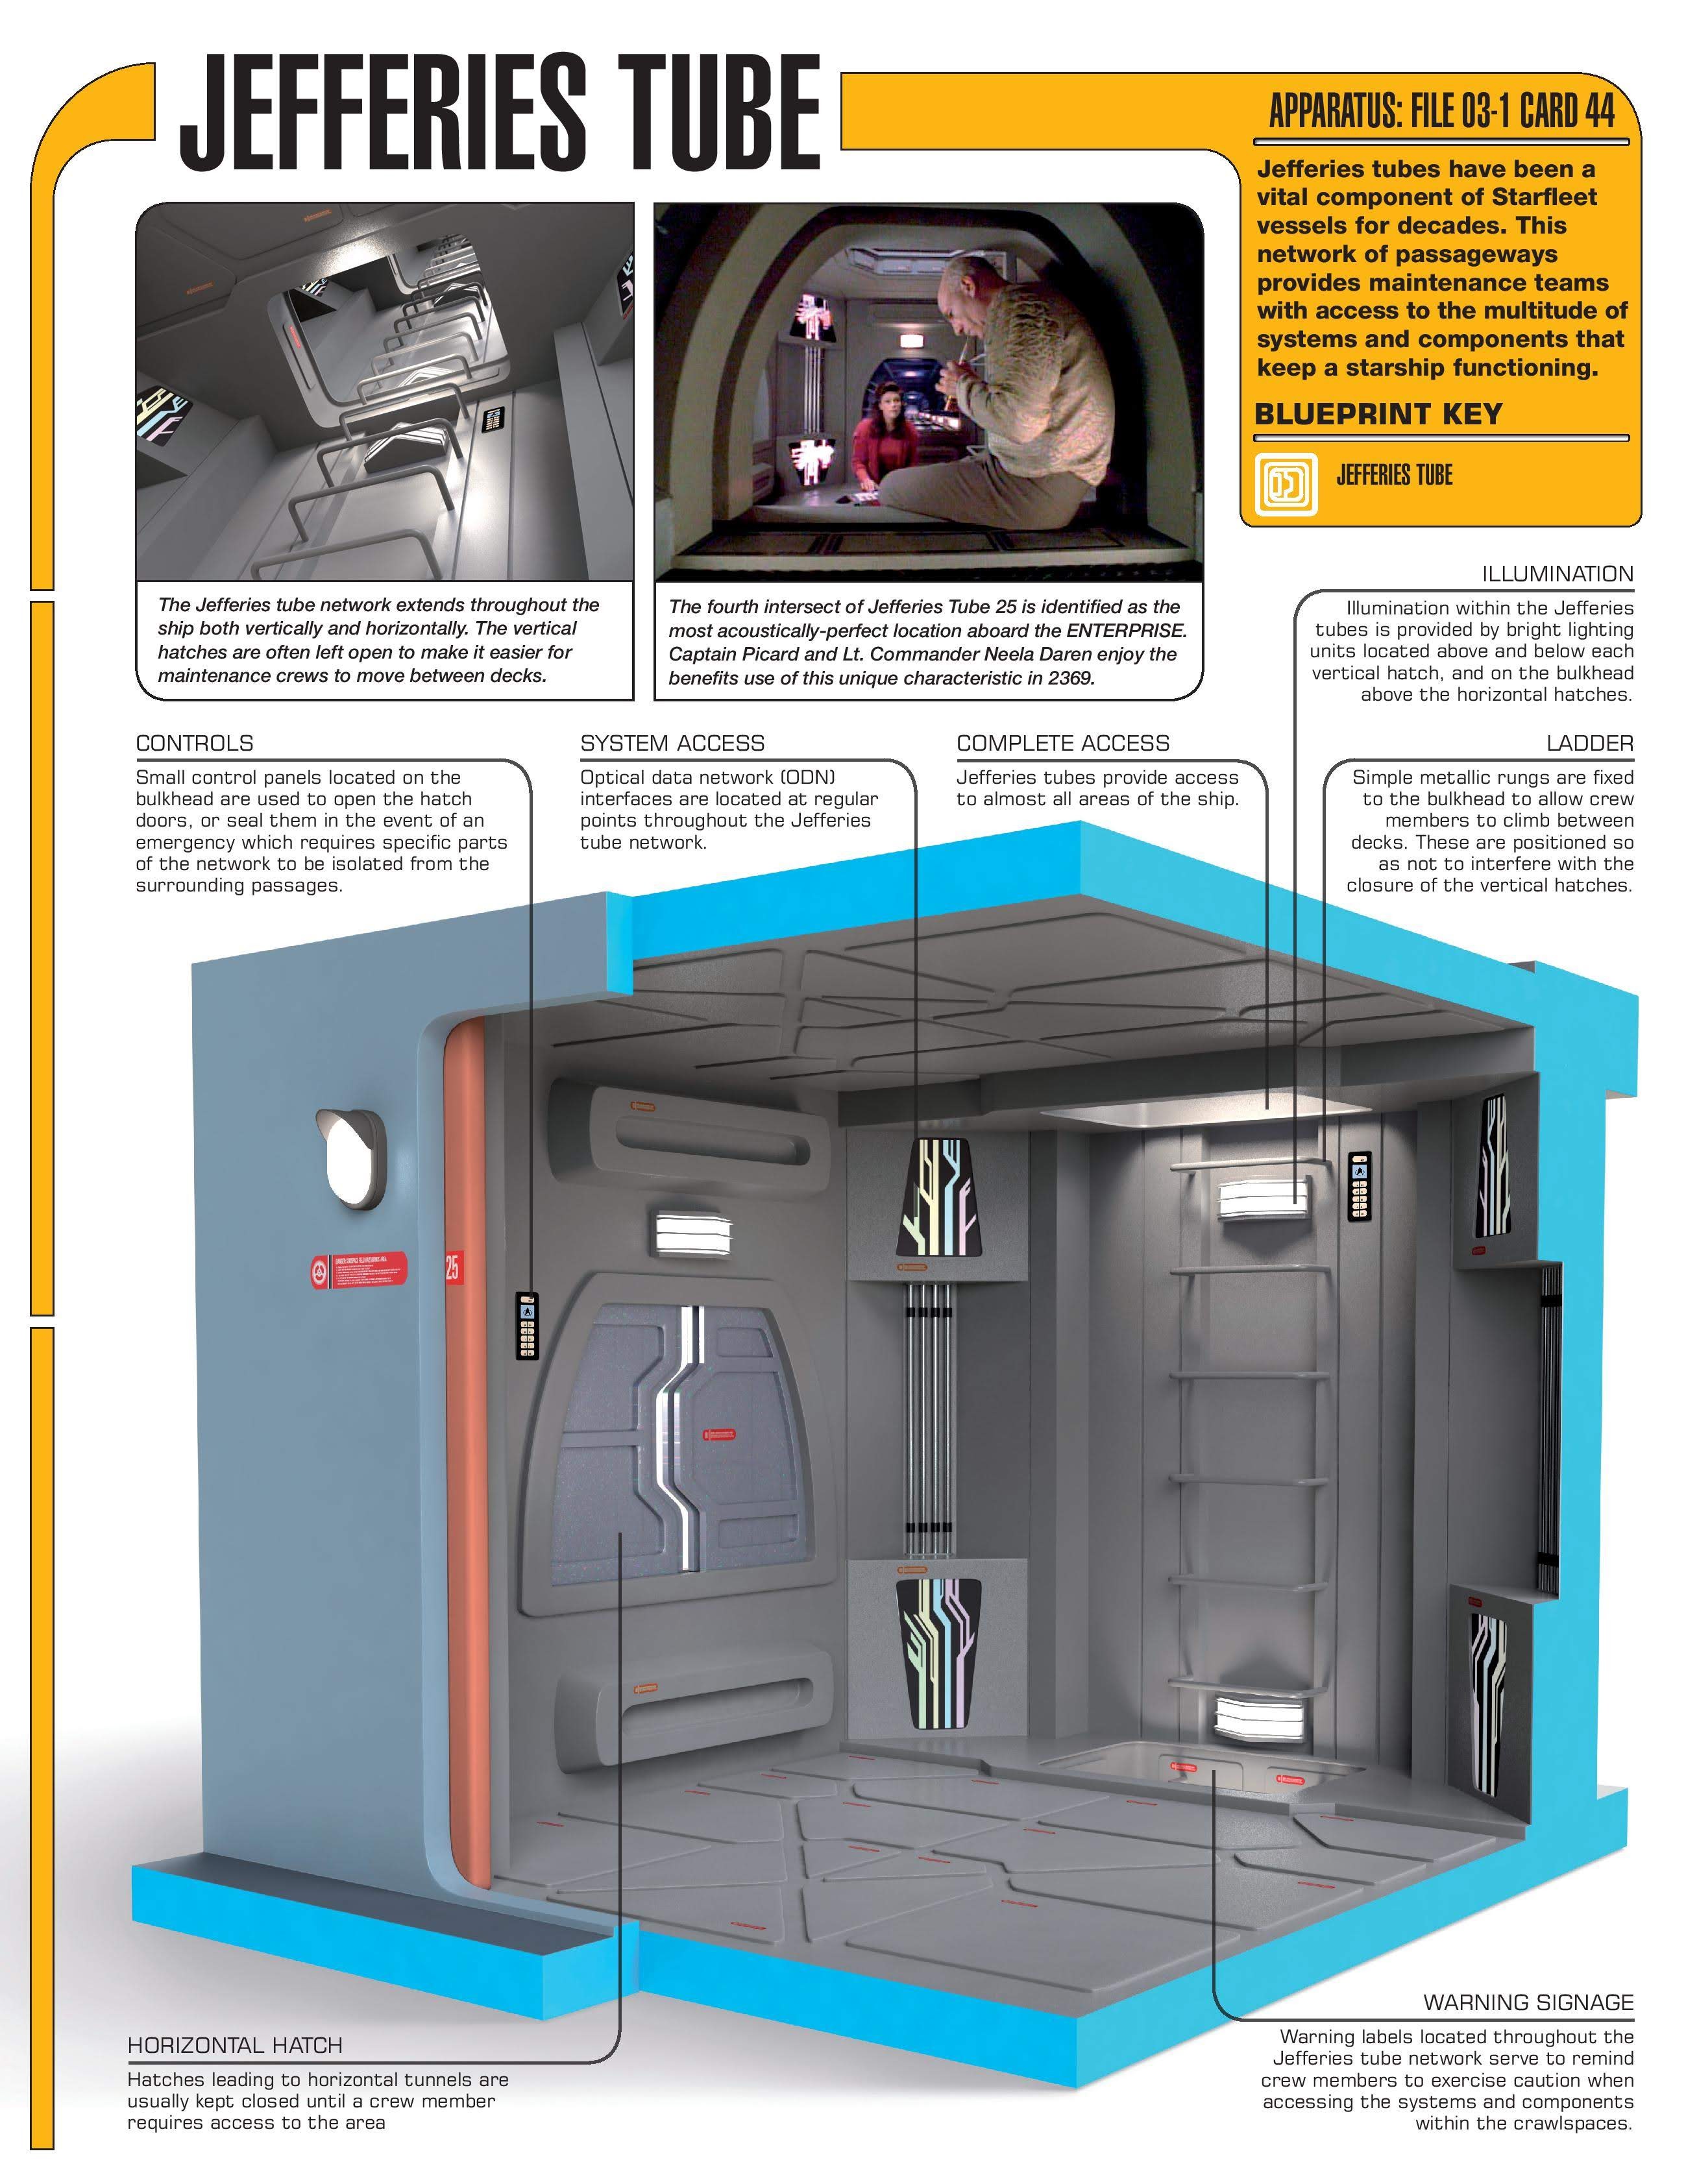 JEFFERIES TUBE
APPARATUS: FILE 03-1 CARD 44
Jefferies tubes have been a
vital component of Starfleet
vessels for decades. This
network of passageways
provides maintenance teams
with access to the multitude of
systems and components that
keep a starship functioning.
BLUEPRINT KEY
JEFFERIES TUBE
The Jefferies tube network extends throughout the
ship both vertically and horizontally. The vertical
hatches are often left open to make it easier for
maintenance crews to move between decks.
The fourth intersect of Jefferies Tube 25 is identified as the
most acoustically-perfect location aboard the ENTERPRISE.
Captain Picard and Lt. Commander Neela Daren enjoy the
benefits use of this unique characteristic in 2369.
ILLUMINATION
Illumination within the Jefferies
tubes is provided by bright lighting
units located above and below each
vertical hatch, and on the bulkhead
above the horizontal hatches.
CONTROLS
Small control panels located on the
bulkhead are used to open the hatch
doors, or seal them in the event of an
emergency which requires specific parts
of the network to be isolated from the
surrounding passages.
SYSTEM ACCESS
Optical data network (ODN)
interfaces are located at regular
points throughout the Jefferies
tube network.
COMPLETE ACCESS
Jefferies tubes provide access
to almost all areas of the ship.
LADDER
Simple metallic rungs are fixed
to the bulkhead to allow crew
members to climb between
decks. These are positioned so
as not to interfere with the
closure of the vertical hatches.
25
HORIZONTAL HATCH
Hatches leading to horizontal tunnels are
usually kept closed until a crew member
requires access to the area
WARNING SIGNAGE
Warning labels located throughout the
Jefferies tube network serve to remind
crew members to exercise caution when
accessing the systems and components
within the crawlspaces.